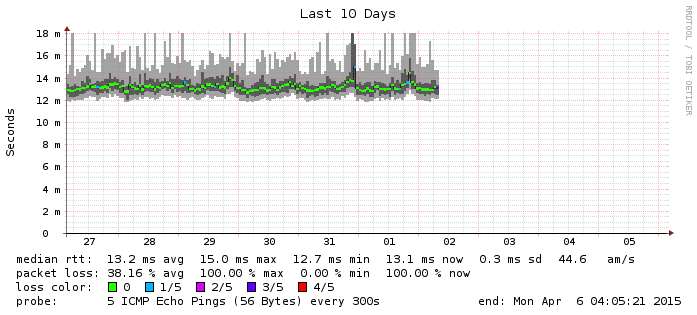 Last 10 Days
RRDTOOL / TOBI OETIKER
Seconds
18 m
16 m
14 m
12 m
10 m
8 m
6 m
4 m
2 m
0
27 28 29 30 31 01 02 03 04 05
median rtt: 13.2 ms avg 15.0 ms max 12.7 ms min 13.1 ms now 0.3 ms sd 44.6 am/s
packet loss: 38.16 % avg 100.00 % max 0.00 % min 100.00 % now
loss color: 0 1/5 2/5 3/5 4/5
probe: 5 ICMP Echo Pings (56 Bytes) every 300s end: Mon Apr 6 04:05:21 2015